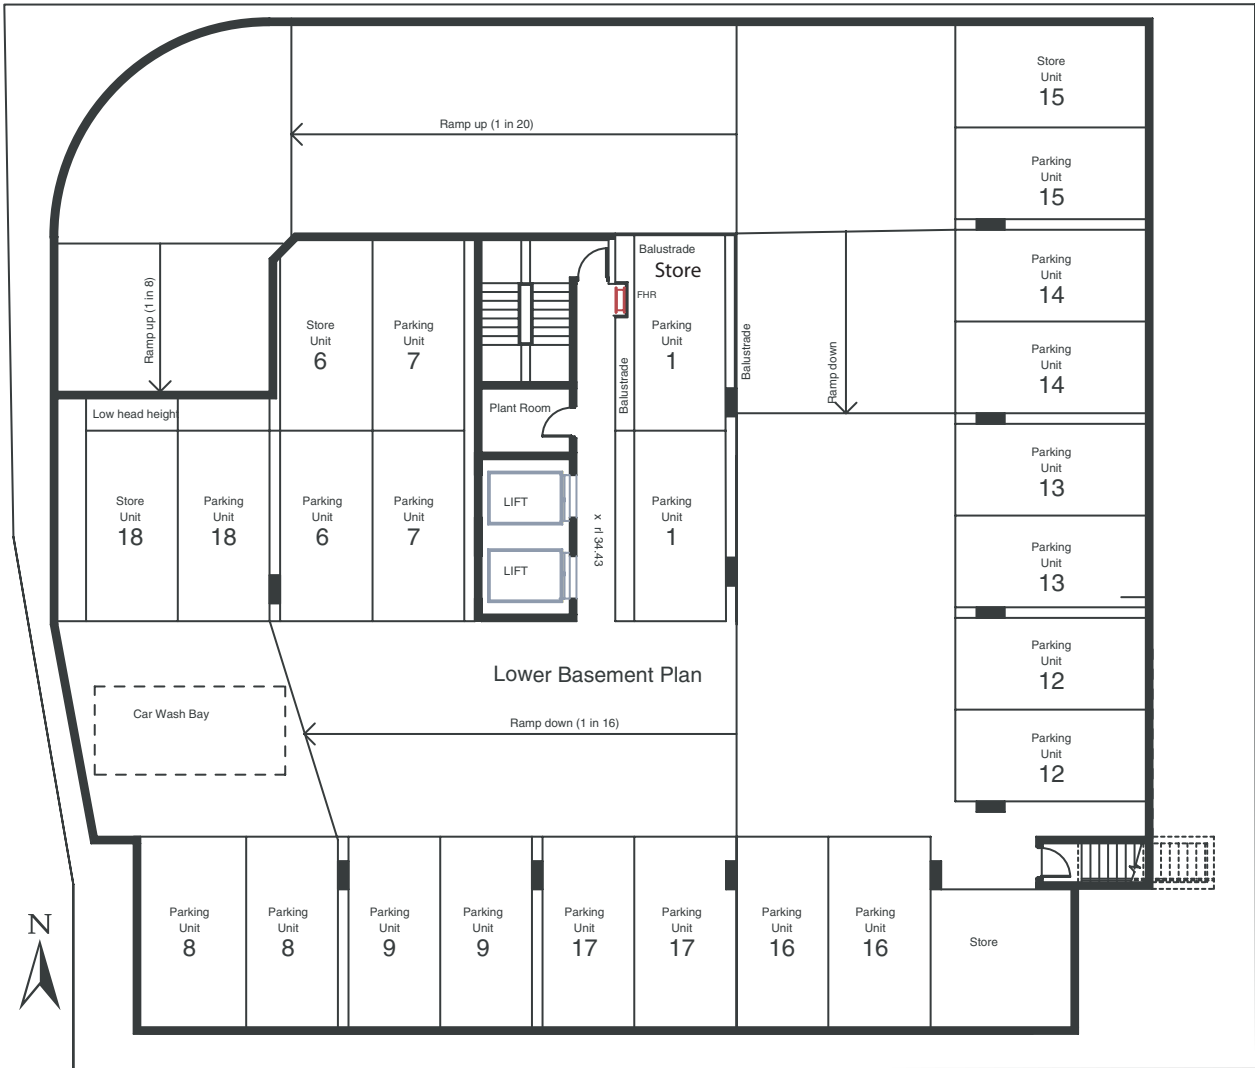 Store
Unit
15
Ramp up (1 in 20)
Parking
Unit
15
Balustrade
Store
FHR
Parking
Unit
14
Ramp up (1 in 8)
Store
Unit
6
Parking
Unit
7
Parking
Unit
1
Balustrade
Balustrade
Ramp down
Parking
Unit
14
Low head height
Plant Room
Parking
Unit
13
Store
Unit
18
Parking
Unit
18
Parking
Unit
6
Parking
Unit
7
LIFT
LIFT
x rl 34.43
Parking
Unit
1
Parking
Unit
13
Lower Basement Plan
Parking
Unit
12
Car Wash Bay
Ramp down (1 in 16)
Parking
Unit
12
Parking
Unit
8
Parking
Unit
8
Parking
Unit
9
Parking
Unit
9
Parking
Unit
17
Parking
Unit
17
Parking
Unit
16
Parking
Unit
16
Store
N